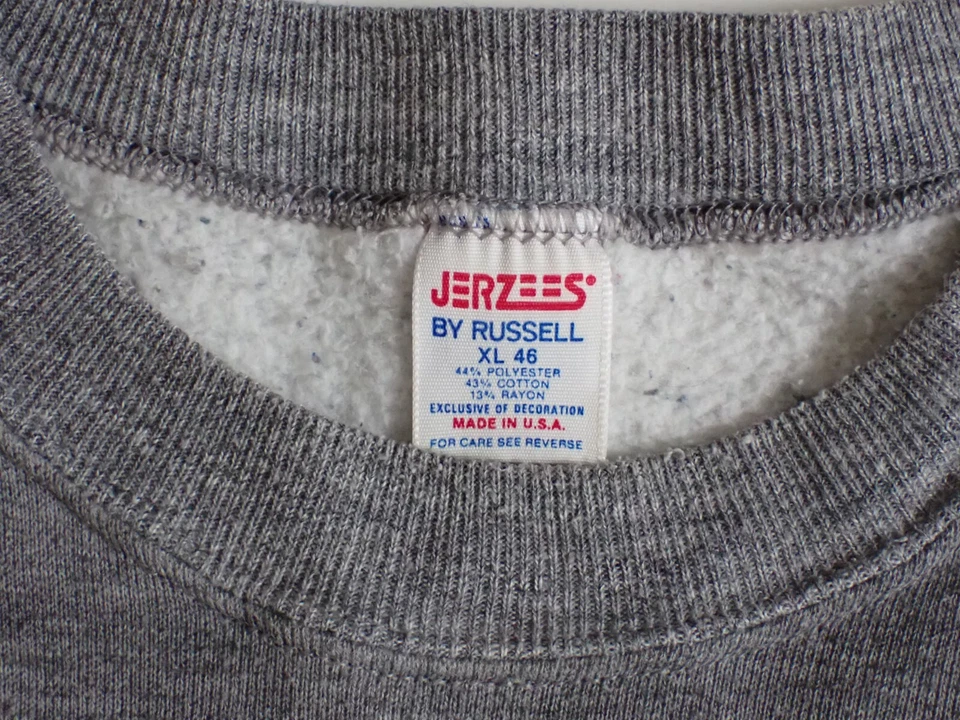 JERZEES
BY RUSSELL
XL 46
44% POLYESTER
43% COTTON
13% RAYON
EXCLUSIVE OF DECORATION
MADE IN U.S.A.
FOR CARE SEE REVERSE